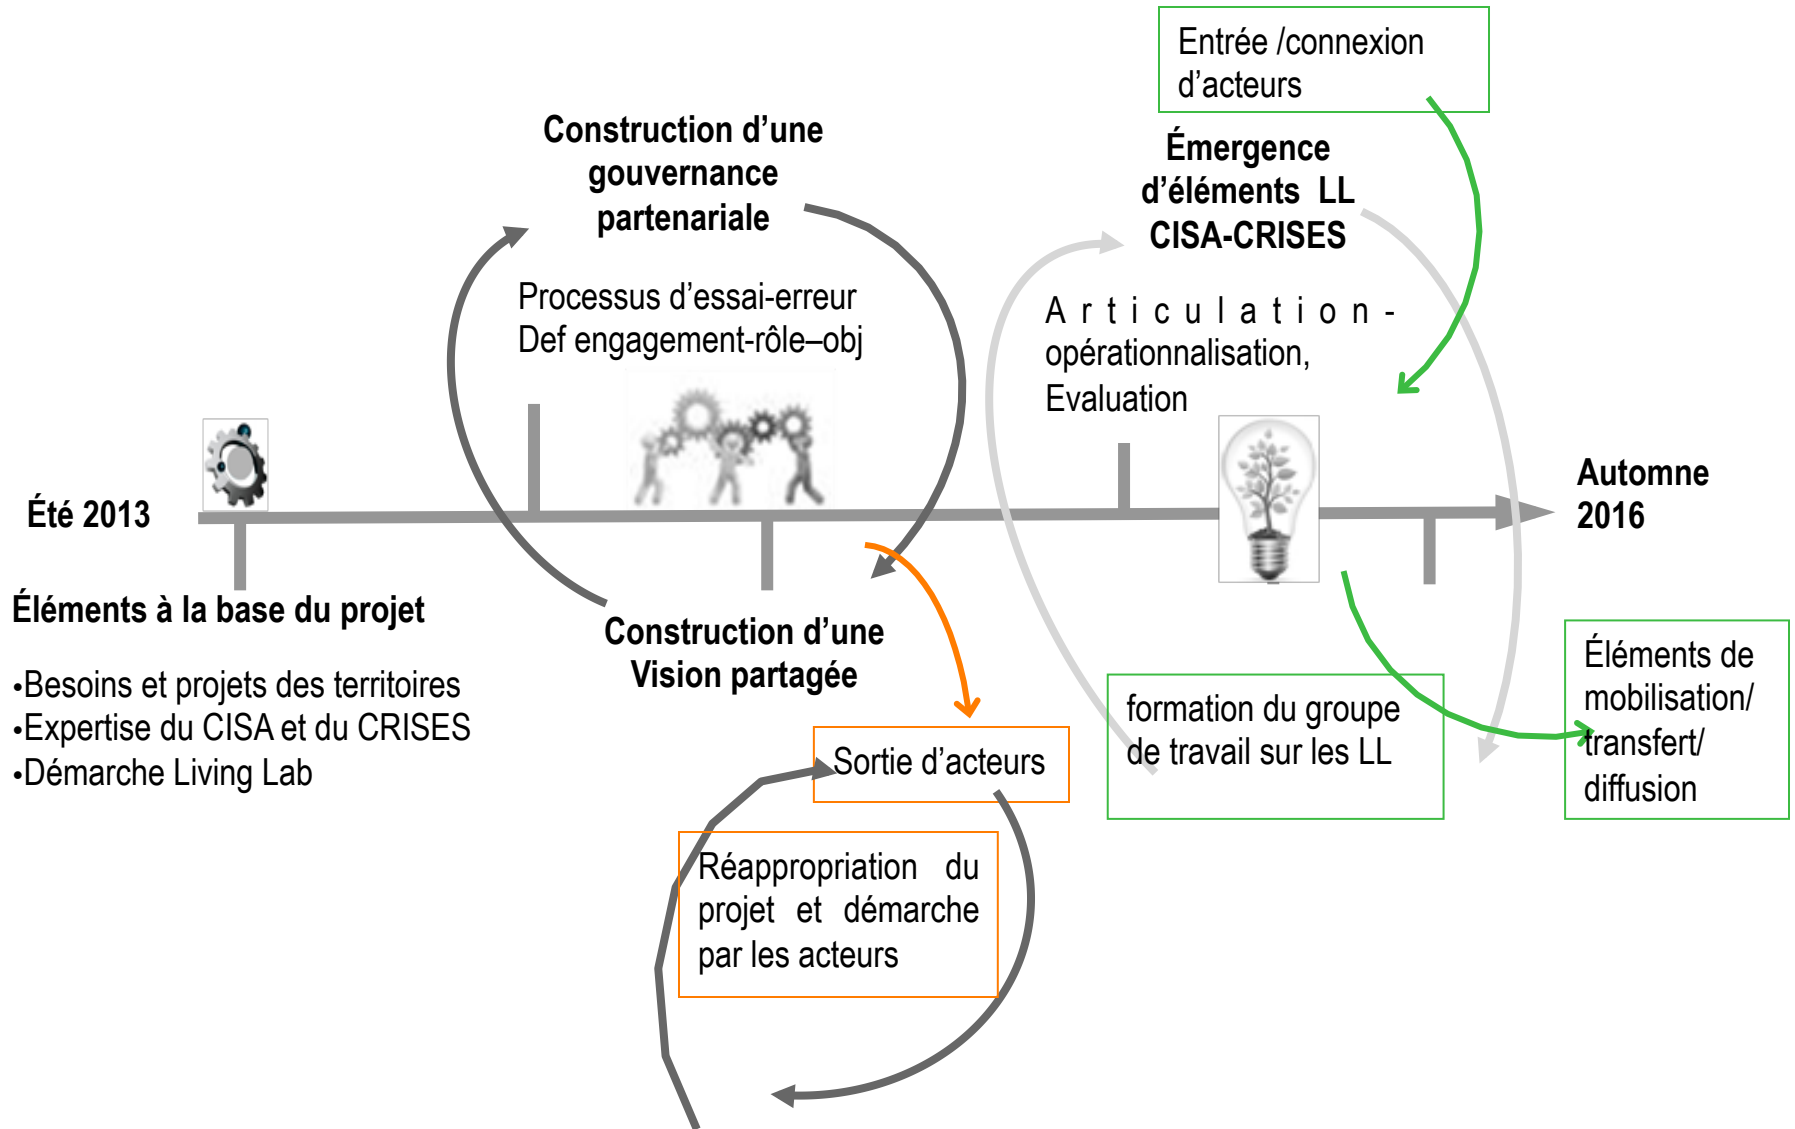 Entrée /connexion
d’acteurs
Construction d’une
gouvernance
partenariale
Émergence
d’éléments LL
CISA-CRISES
Processus d’essai-erreur
Def engagement-rôle–obj
Articulation-
opérationnalisation,
Evaluation
Été 2013
Automne
2016
Éléments à la base du projet
•Besoins et projets des territoires
•Expertise du CISA et du CRISES
•Démarche Living Lab
Construction d’une
Vision partagée
Sortie d’acteurs
Réappropriation du
projet et démarche
par les acteurs
formation du groupe
de travail sur les LL
Éléments de
mobilisation/
transfert/
diffusion